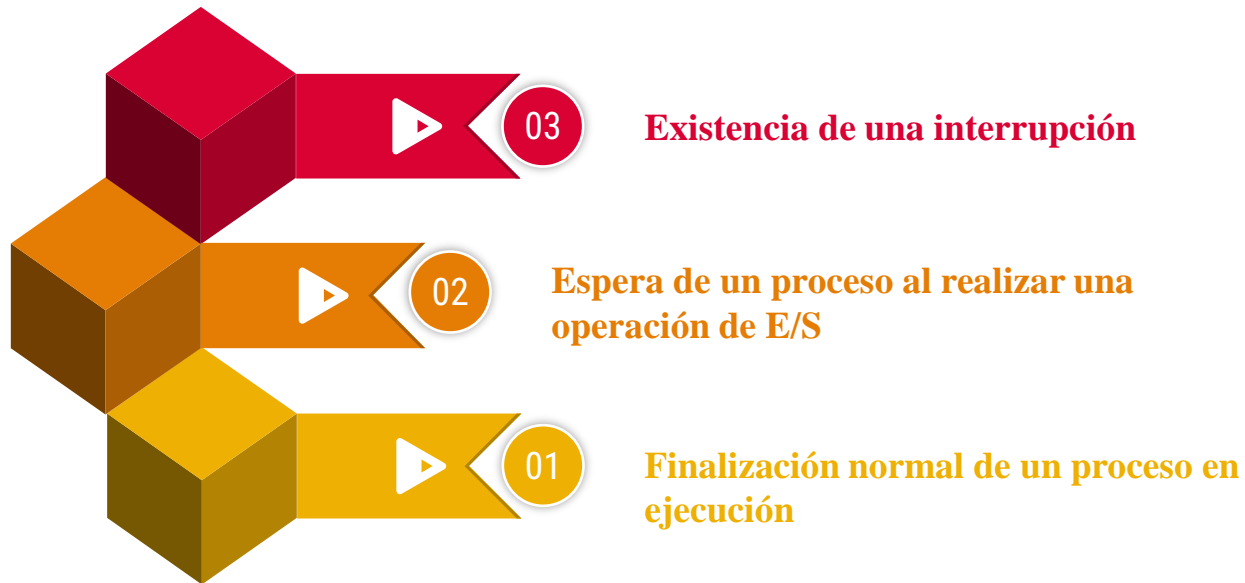 03
Existencia de una interrupción
02
Espera de un proceso al realizar una
operación de E/S
01
Finalización normal de un proceso en
ejecución